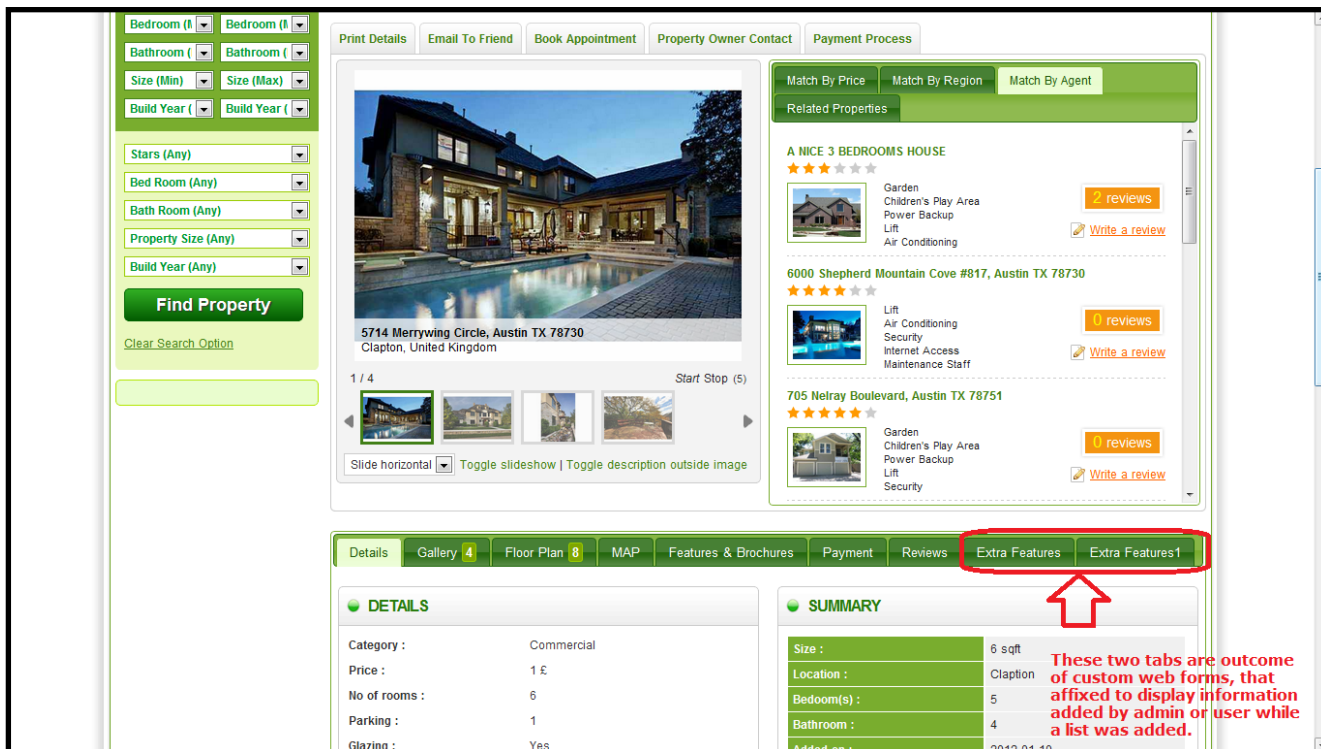 Bedroom (M
Bedroom (M
Bathroom (
Bathroom (
Size (Min)
Size (Max)
Build Year (
Build Year (
Stars (Any)
Bed Room (Any)
Bath Room (Any)
Property Size (Any)
Build Year (Any)
Find Property
Clear Search Option
Print Details
Email To Friend
Book Appointment
Property Owner Contact
Payment Process
5714 Merrywing Circle, Austin TX 78730
Clapton, United Kingdom
1 / 4
Start Stop (5)
Slide horizontal
Toggle slideshow | Toggle description outside image
Match By Price
Match By Region
Match By Agent
Related Properties
A NICE 3 BEDROOMS HOUSE
Garden
Children's Play Area
Power Backup
Lift
Air Conditioning
2 reviews
Write a review
6000 Shepherd Mountain Cove #817, Austin TX 78730
Lift
Air Conditioning
Security
Internet Access
Maintenance Staff
0 reviews
Write a review
705 Nelray Boulevard, Austin TX 78751
Garden
Children's Play Area
Power Backup
Lift
Security
0 reviews
Write a review
Details
Gallery 4
Floor Plan 8
MAP
Features & Brochures
Payment
Reviews
Extra Features
Extra Features1
DETAILS
Category : Commercial
Price : 1 £
No of rooms : 6
Parking : 1
Glazing : Yes
SUMMARY
Size : 6 sqft
Location : Claption
Bedoom(s) : 5
Bathroom : 4
Added on : 2012-01-19
These two tabs are outcome
of custom web forms, that
affixed to display information
added by admin or user while
a list was added.